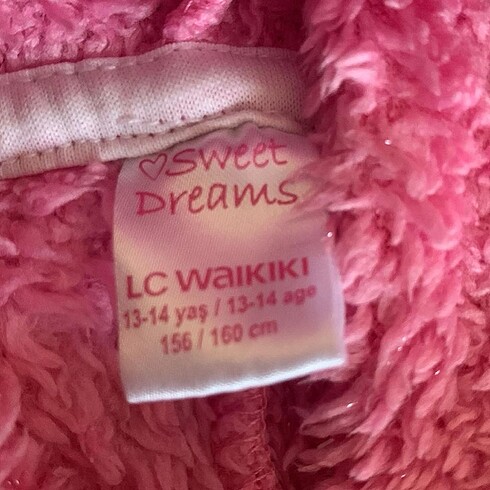 ♡Sweet
Dreams
LC WAIKIKI
13-14 yaş / 13-14 age
156 / 160 cm